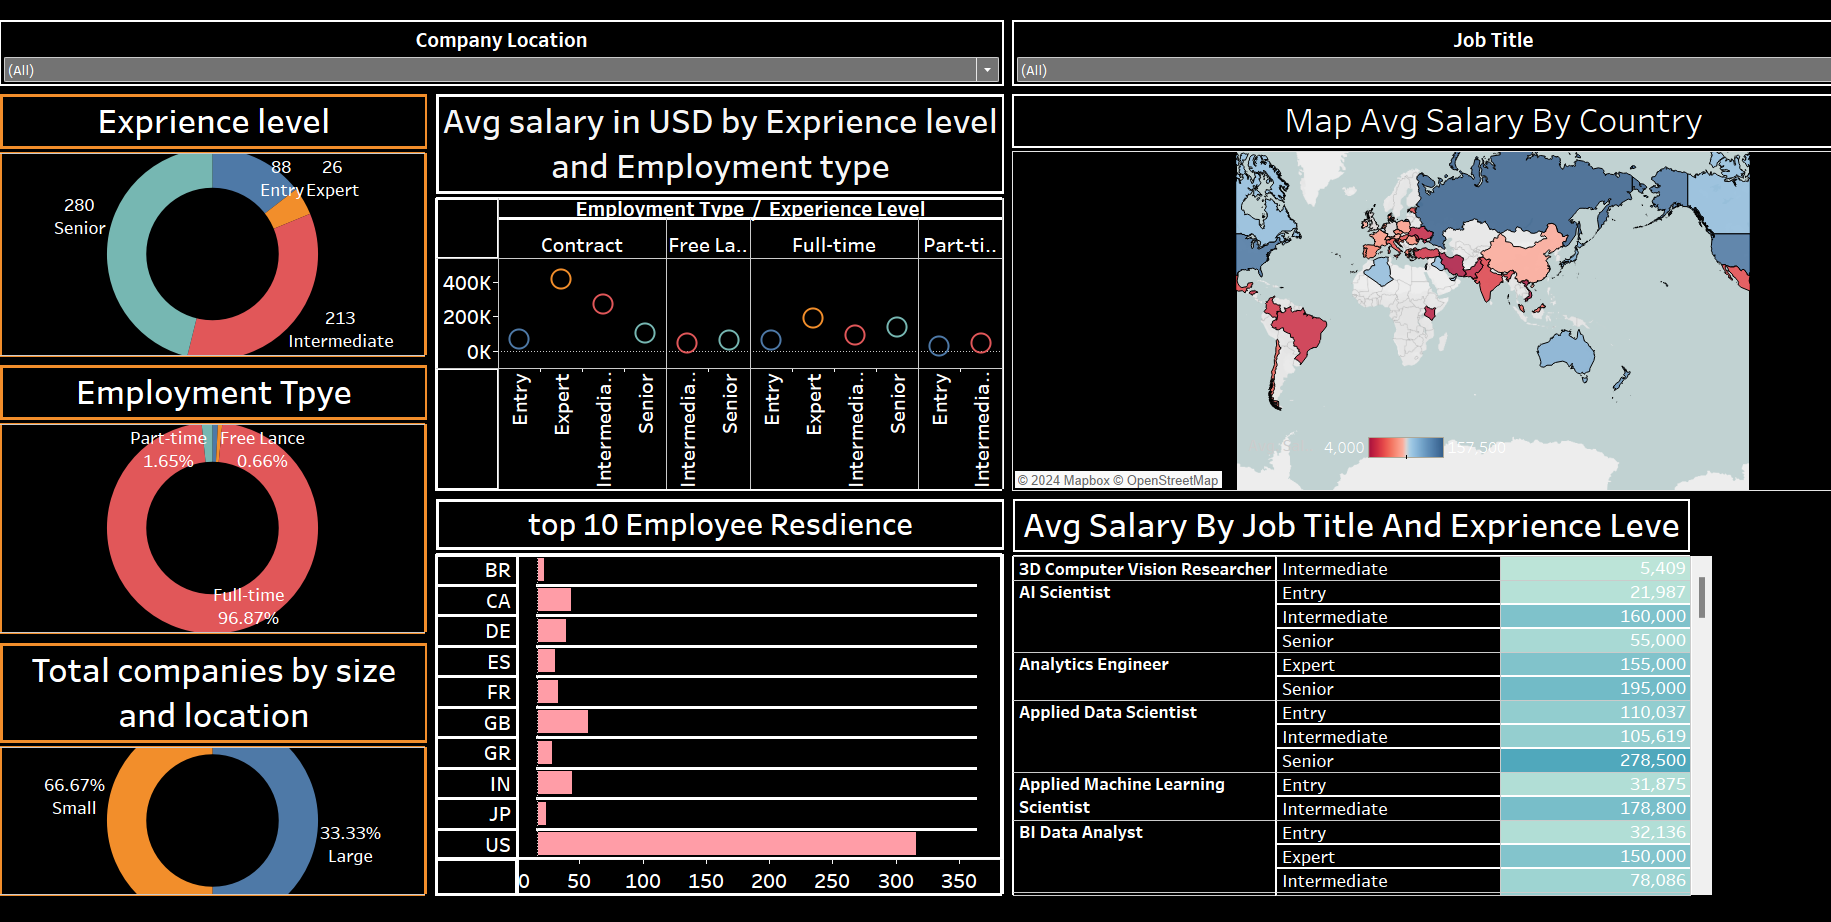 Company Location
(All)
Job Title
(All)
Exprience level
88
26
Entry
Expert
280
Senior
213
Intermediate
Employment Tpye
Part-time
1.65%
Free Lance
0.66%
Full-time
96.87%
Total companies by size
and location
66.67%
Small
33.33%
Large
Avg salary in USD by Exprience level
and Employment type
Employment Type / Experience Level
Contract
Free La..
Full-time
Part-ti..
400K
200K
0K
Entry
Expert
Intermedia..
Senior
Intermedia..
Senior
Entry
Expert
Intermedia..
Senior
Entry
Intermedia..
top 10 Employee Resdience
BR
CA
DE
ES
FR
GB
GR
IN
JP
US
0 50 100 150 200 250 300 350
Map Avg Salary By Country
4,000
157,500
© 2024 Mapbox © OpenStreetMap
Avg Salary By Job Title And Exprience Leve
3D Computer Vision Researcher Intermediate 5,409
AI Scientist Entry 21,987
Intermediate 160,000
Senior 55,000
Analytics Engineer Expert 155,000
Senior 195,000
Applied Data Scientist Entry 110,037
Intermediate 105,619
Senior 278,500
Applied Machine Learning Entry 31,875
Scientist Intermediate 178,800
BI Data Analyst Entry 32,136
Expert 150,000
Intermediate 78,086